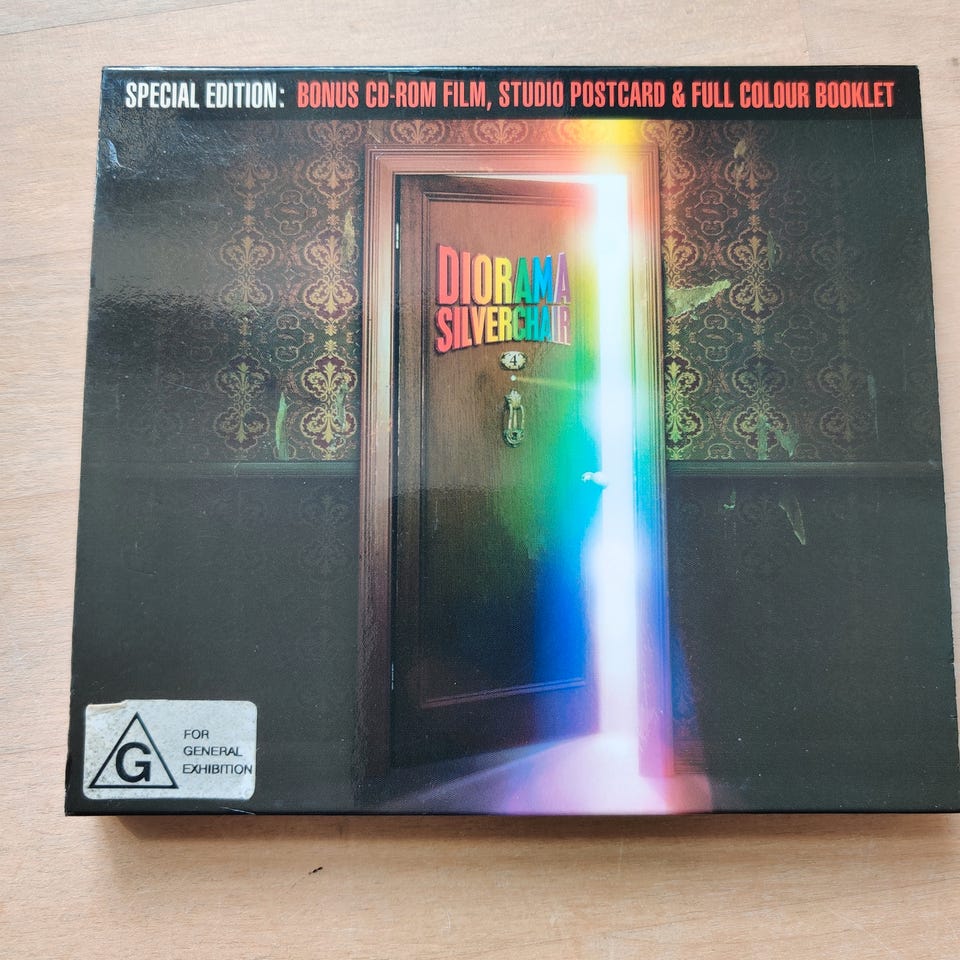 SPECIAL EDITION: BONUS CD-ROM FILM, STUDIO POSTCARD & FULL COLOUR BOOKLET
DIORAMA
SILVERCHAIR
4
G
FOR
GENERAL
EXHIBITION